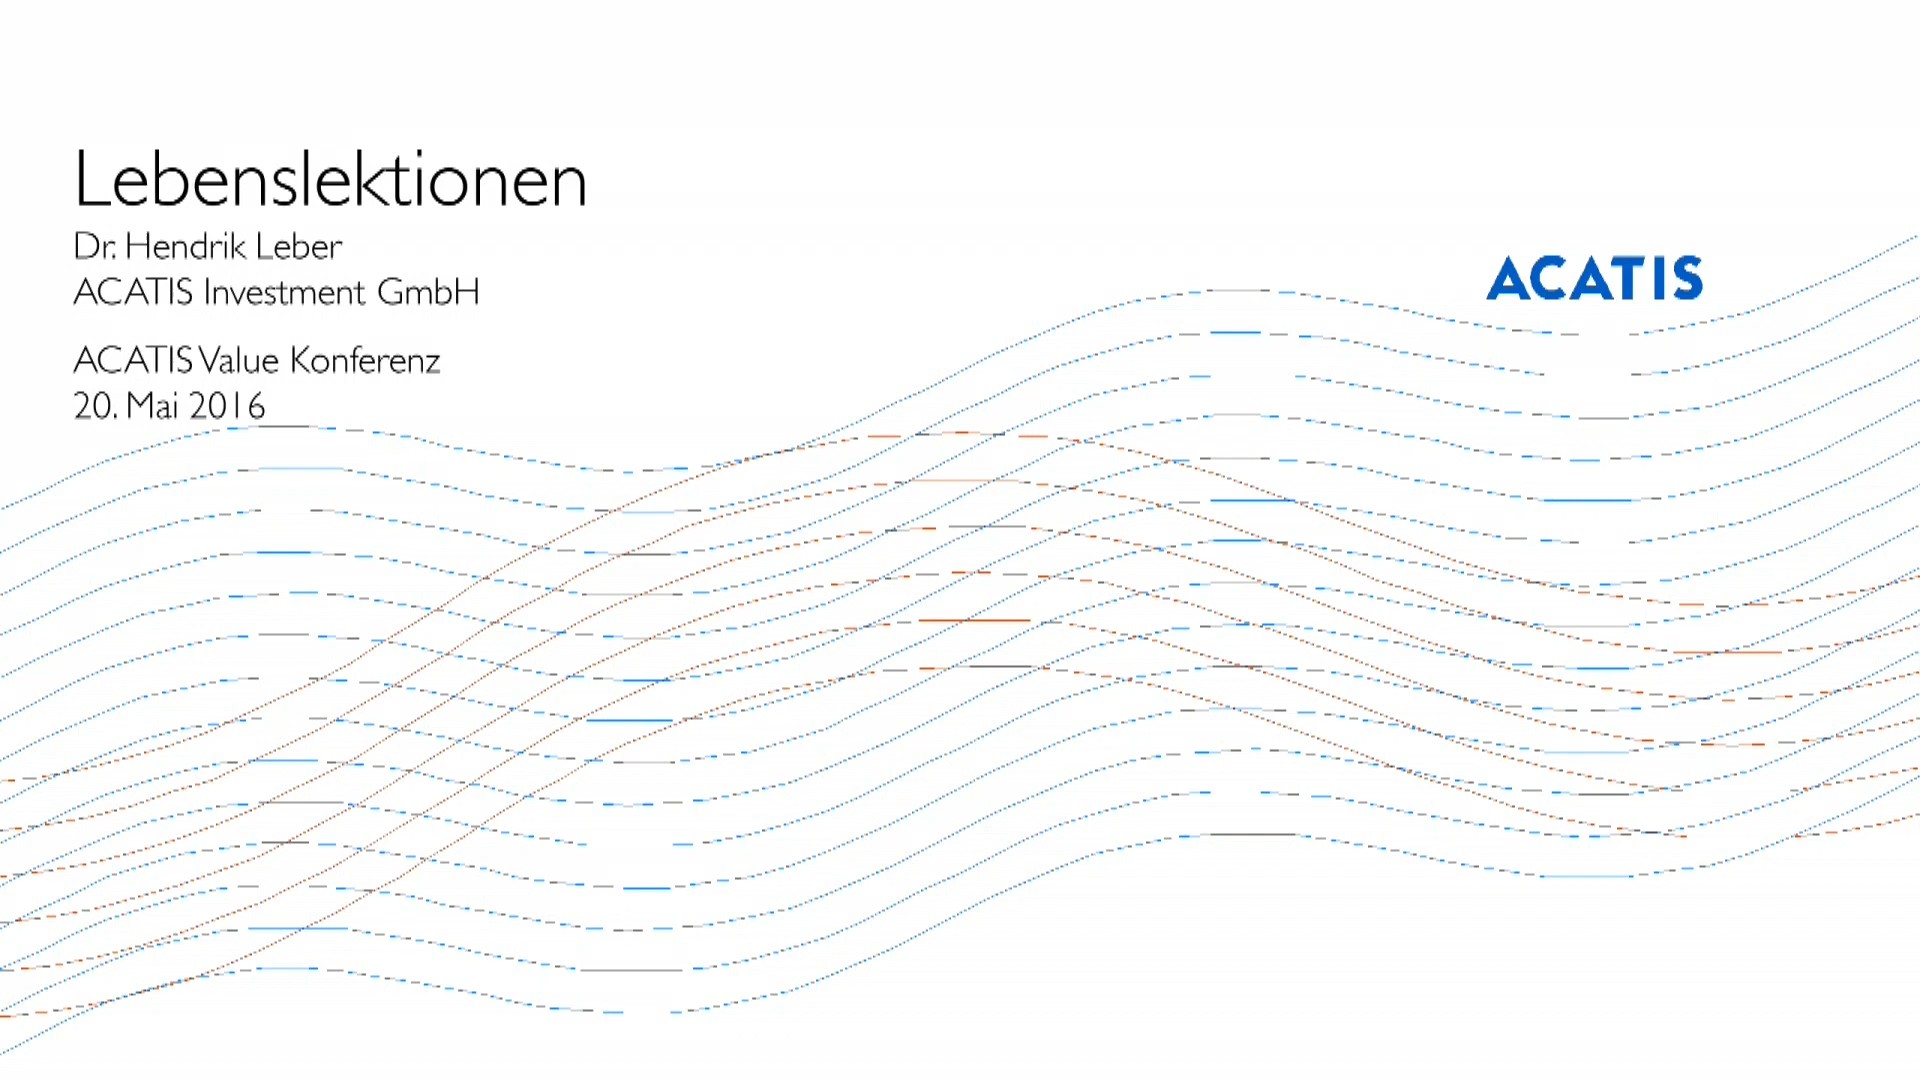 Lebenslektionen
Dr. Hendrik Leber
ACATIS Investment GmbH
ACATIS Value Konferenz
20. Mai 2016
ACATIS